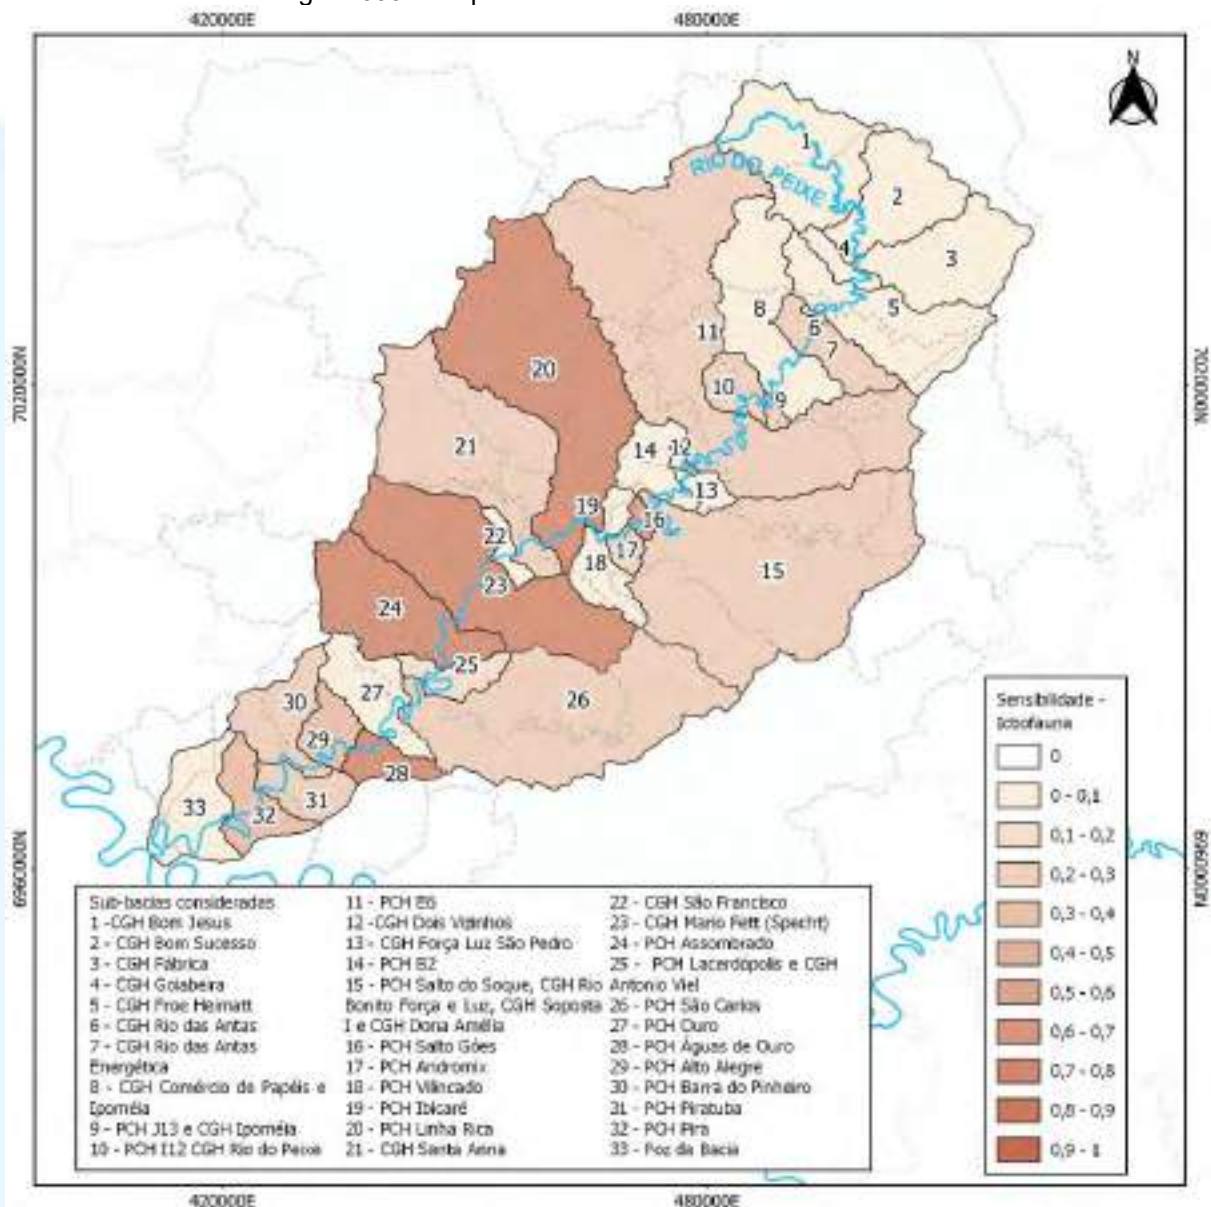 420000E
480000E
N
RIO DO PEIXE
7020000N
7020000N
6960000N
6960000N
1
2
3
4
5
6
7
8
9
10
11
12
13
14
15
16
17
18
19
20
21
22
23
24
25
26
27
28
29
30
31
32
33
Sensibilidade -
Ictiofauna
0
0 - 0,1
0,1 - 0,2
0,2 - 0,3
0,3 - 0,4
0,4 - 0,5
0,5 - 0,6
0,6 - 0,7
0,7 - 0,8
0,8 - 0,9
0,9 - 1
Sub-bacias consideradas
1 -CGH Bom Jesus
2 - CGH Bom Sucesso
3 - CGH Fábrica
4 - CGH Goiabeira
5 - CGH Froe Heimatt
6 - CGH Rio das Antas
7 - CGH Rio das Antas
Energética
8 - CGH Comércio de Papéis e
Ipoméia
9 - PCH J13 e CGH Ipoméia
10 - PCH I12 CGH Rio do Peixe
11 - PCH E6
12 -CGH Dois Vizinhos
13 - CGH Força Luz São Pedro
14 - PCH B2
15 - PCH Salto do Soque, CGH Rio
Bonito Força e Luz, CGH Soposta
I e CGH Dona Amélia
16 - PCH Salto Góes
17 - PCH Andromix
18 - PCH Vilincado
19 - PCH Ibicaré
20 - PCH Linha Rica
21 - CGH Santa Anna
22 - CGH São Francisco
23 - CGH Mario Fett (Specht)
24 - PCH Assombrado
25 - PCH Lacerdópolis e CGH
Antonio Viel
26 - PCH São Carlos
27 - PCH Ouro
28 - PCH Águas de Ouro
29 - PCH Alto Alegre
30 - PCH Barra do Pinheiro
31 - PCH Piratuba
32 - PCH Pira
33 - Foz da Bacia
420000E
480000E